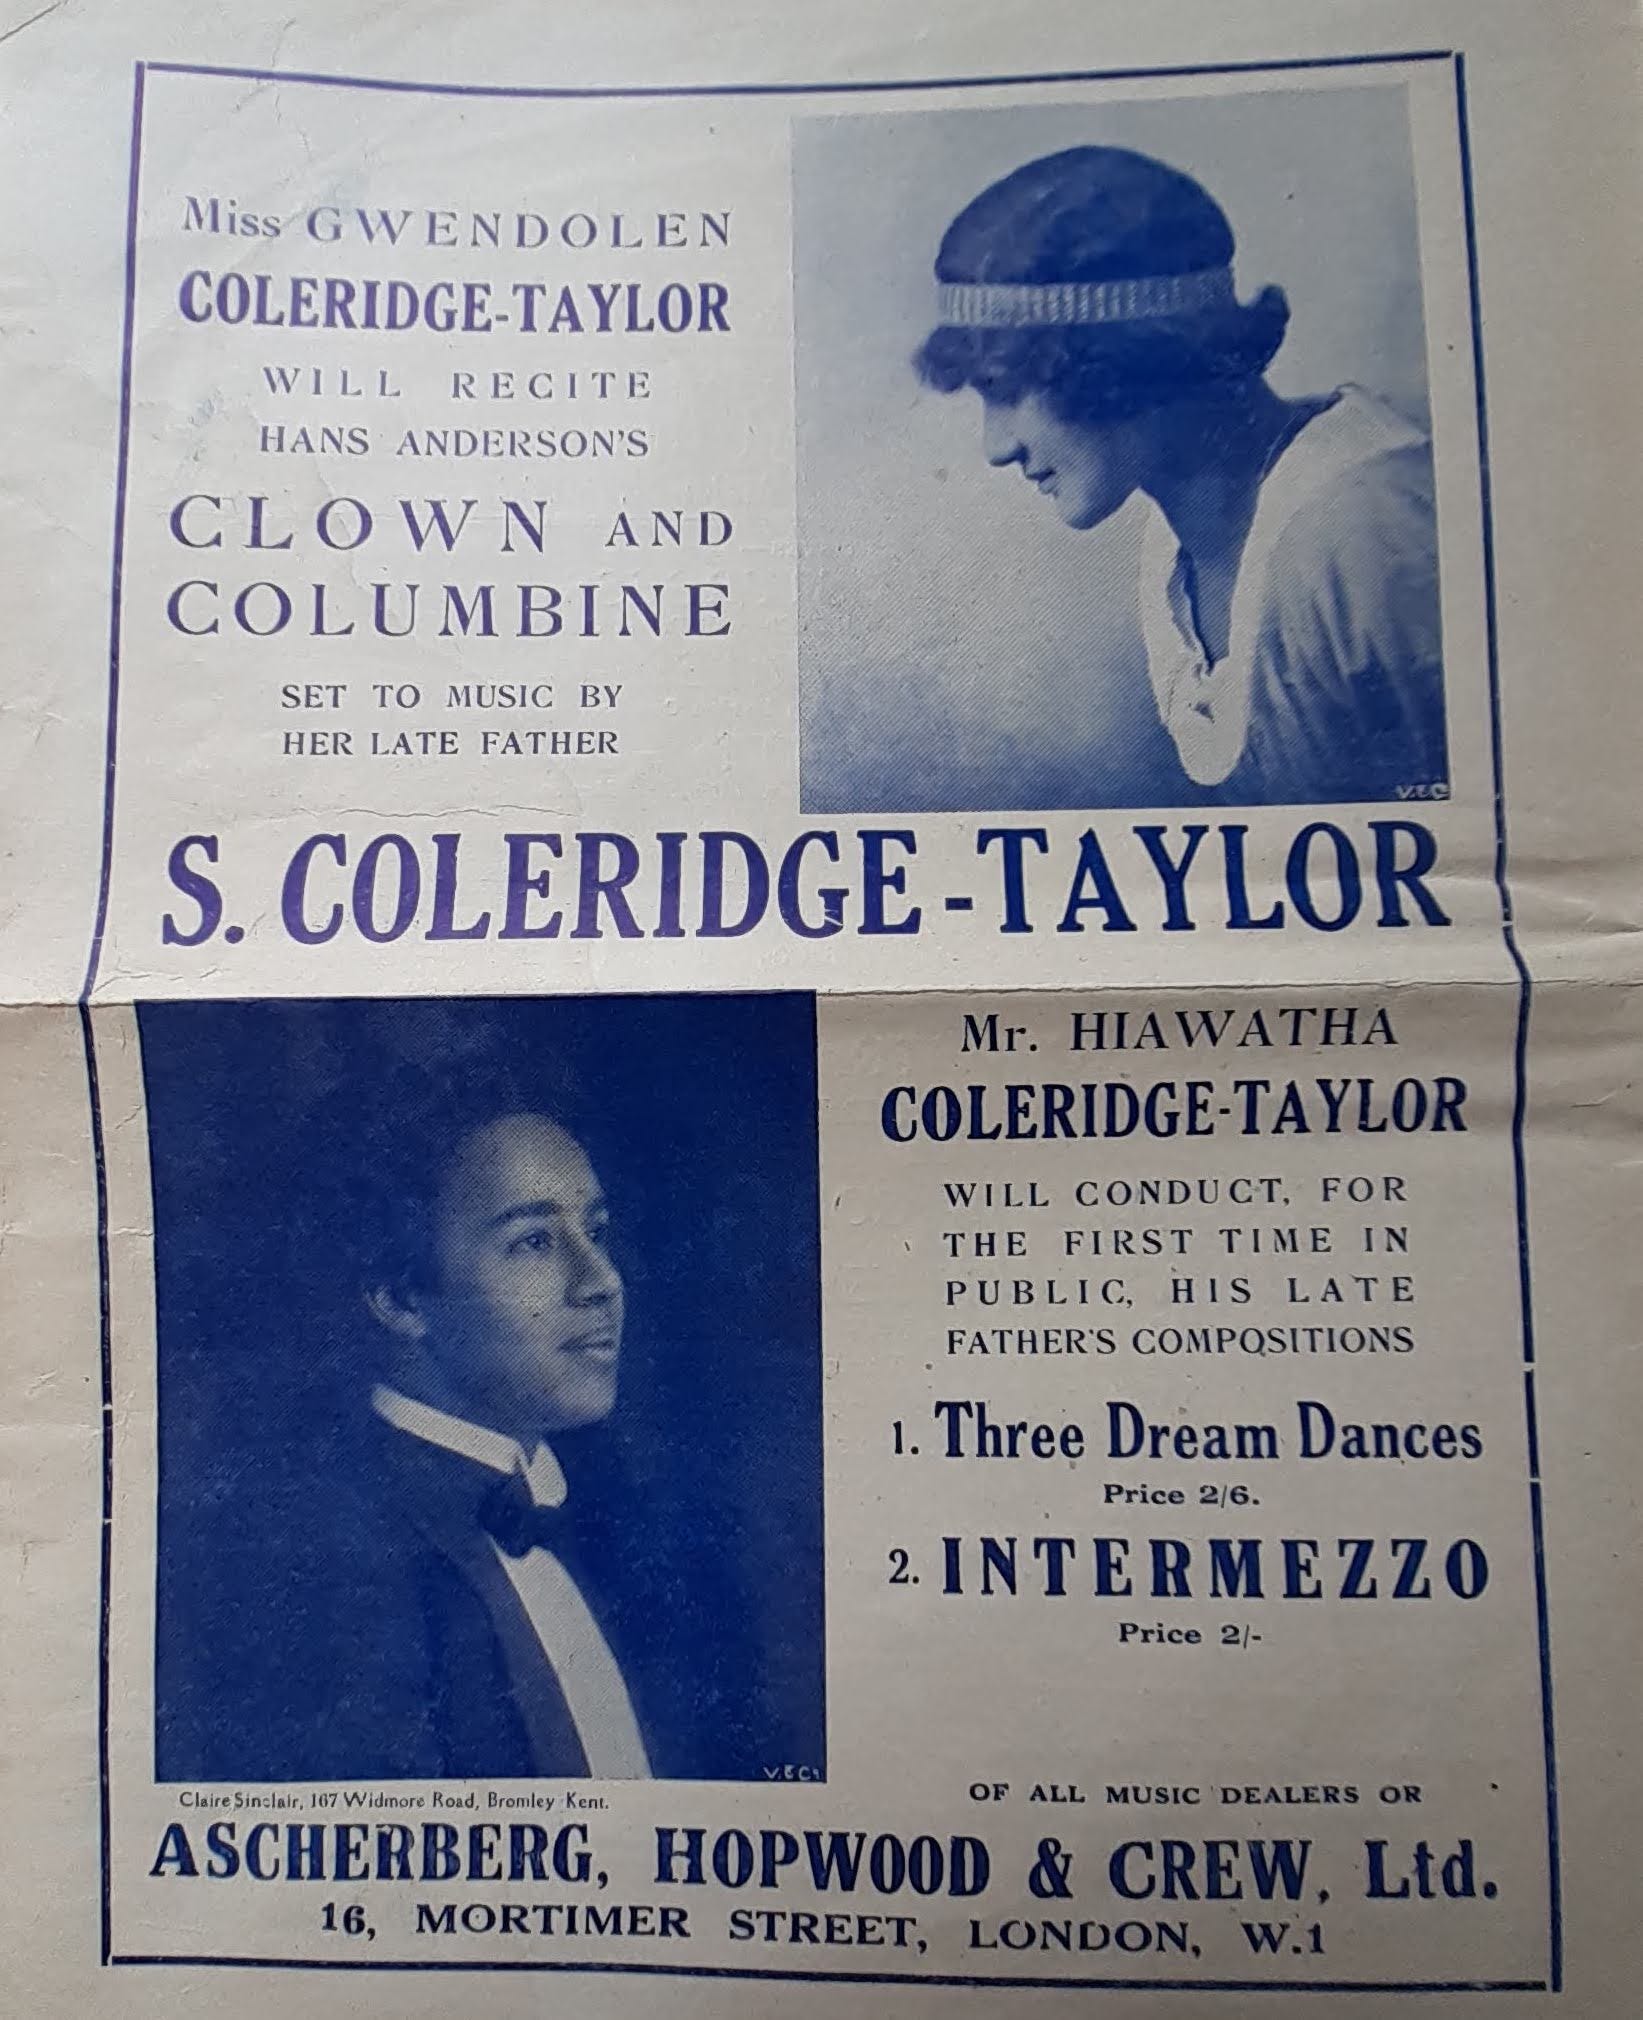 Miss GWENDOLEN
COLERIDGE-TAYLOR
WILL RECITE
HANS ANDERSON'S
CLOWN AND
COLUMBINE
SET TO MUSIC BY
HER LATE FATHER
V.E.C
S. COLERIDGE-TAYLOR
Mr. HIAWATHA
COLERIDGE-TAYLOR
WILL CONDUCT, FOR
THE FIRST TIME IN
PUBLIC, HIS LATE
FATHER'S COMPOSITIONS
1. Three Dream Dances
Price 2/6.
2. INTERMEZZO
Price 2/-
V.E.C
Claire Sinclair, 167 Widmore Road, Bromley Kent.
OF ALL MUSIC DEALERS OR
ASCHERBERG, HOPWOOD & CREW, Ltd.
16, MORTIMER STREET, LONDON, W.1